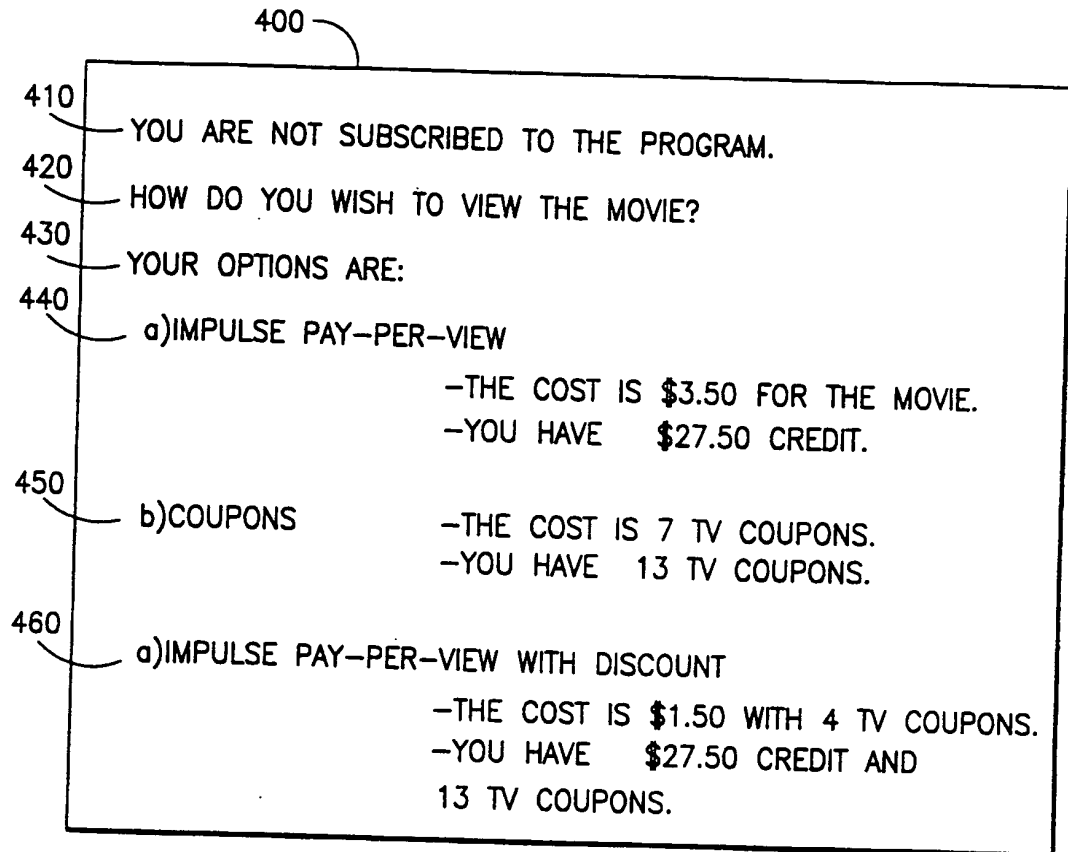 400
410
YOU ARE NOT SUBSCRIBED TO THE PROGRAM.
420
HOW DO YOU WISH TO VIEW THE MOVIE?
430
YOUR OPTIONS ARE:
440
a)IMPULSE PAY-PER-VIEW
-THE COST IS $3.50 FOR THE MOVIE.
-YOU HAVE $27.50 CREDIT.
450
b)COUPONS -THE COST IS 7 TV COUPONS.
-YOU HAVE 13 TV COUPONS.
460
a)IMPULSE PAY-PER-VIEW WITH DISCOUNT
-THE COST IS $1.50 WITH 4 TV COUPONS.
-YOU HAVE $27.50 CREDIT AND
13 TV COUPONS.